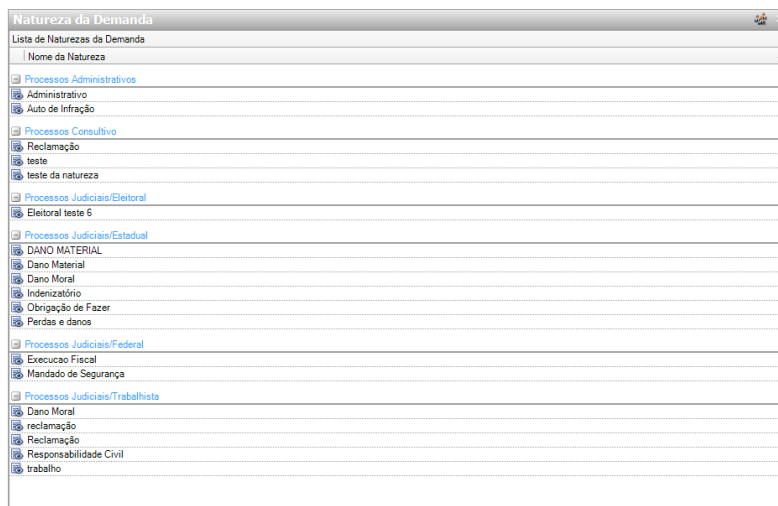 Natureza da Demanda
Lista de Naturezas da Demanda
Nome da Natureza
Processos Administrativos
Administrativo
Auto de Infração
Processos Consultivo
Reclamação
teste
teste da natureza
Processos Judiciais/Eleitoral
Eleitoral teste 6
Processos Judiciais/Estadual
DANO MATERIAL
Dano Material
Dano Moral
Indenizatório
Obrigação de Fazer
Perdas e danos
Processos Judiciais/Federal
Execucao Fiscal
Mandado de Segurança
Processos Judiciais/Trabalhista
Dano Moral
reclamação
Reclamação
Responsabilidade Civil
trabalho